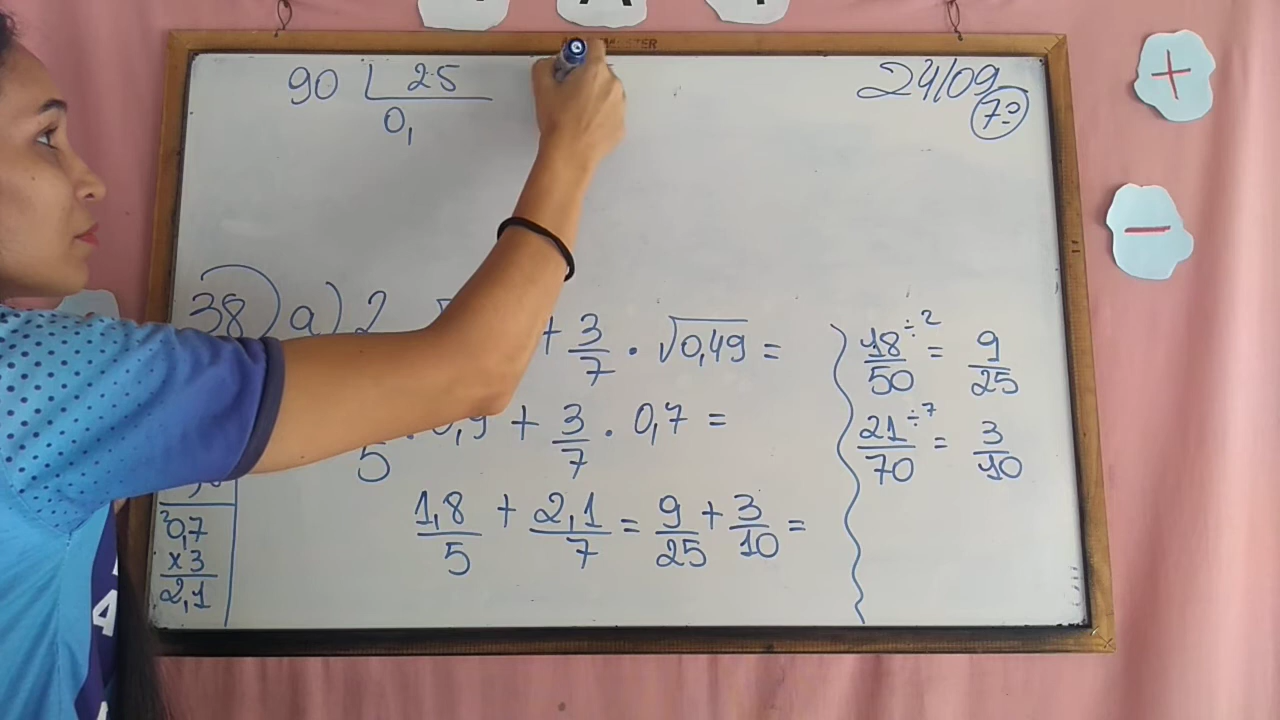 90 | 25
0,
24/09
7º
38) a) 2
+ 3/7 . √0,49 =
5 . 0,9 + 3/7 . 0,7 =
1,8/5 + 2,1/7 = 9/25 + 3/10 =
18/50 ÷2 = 9/25
21/70 ÷7 = 3/10
2
0,7
x3
2,1
+
−